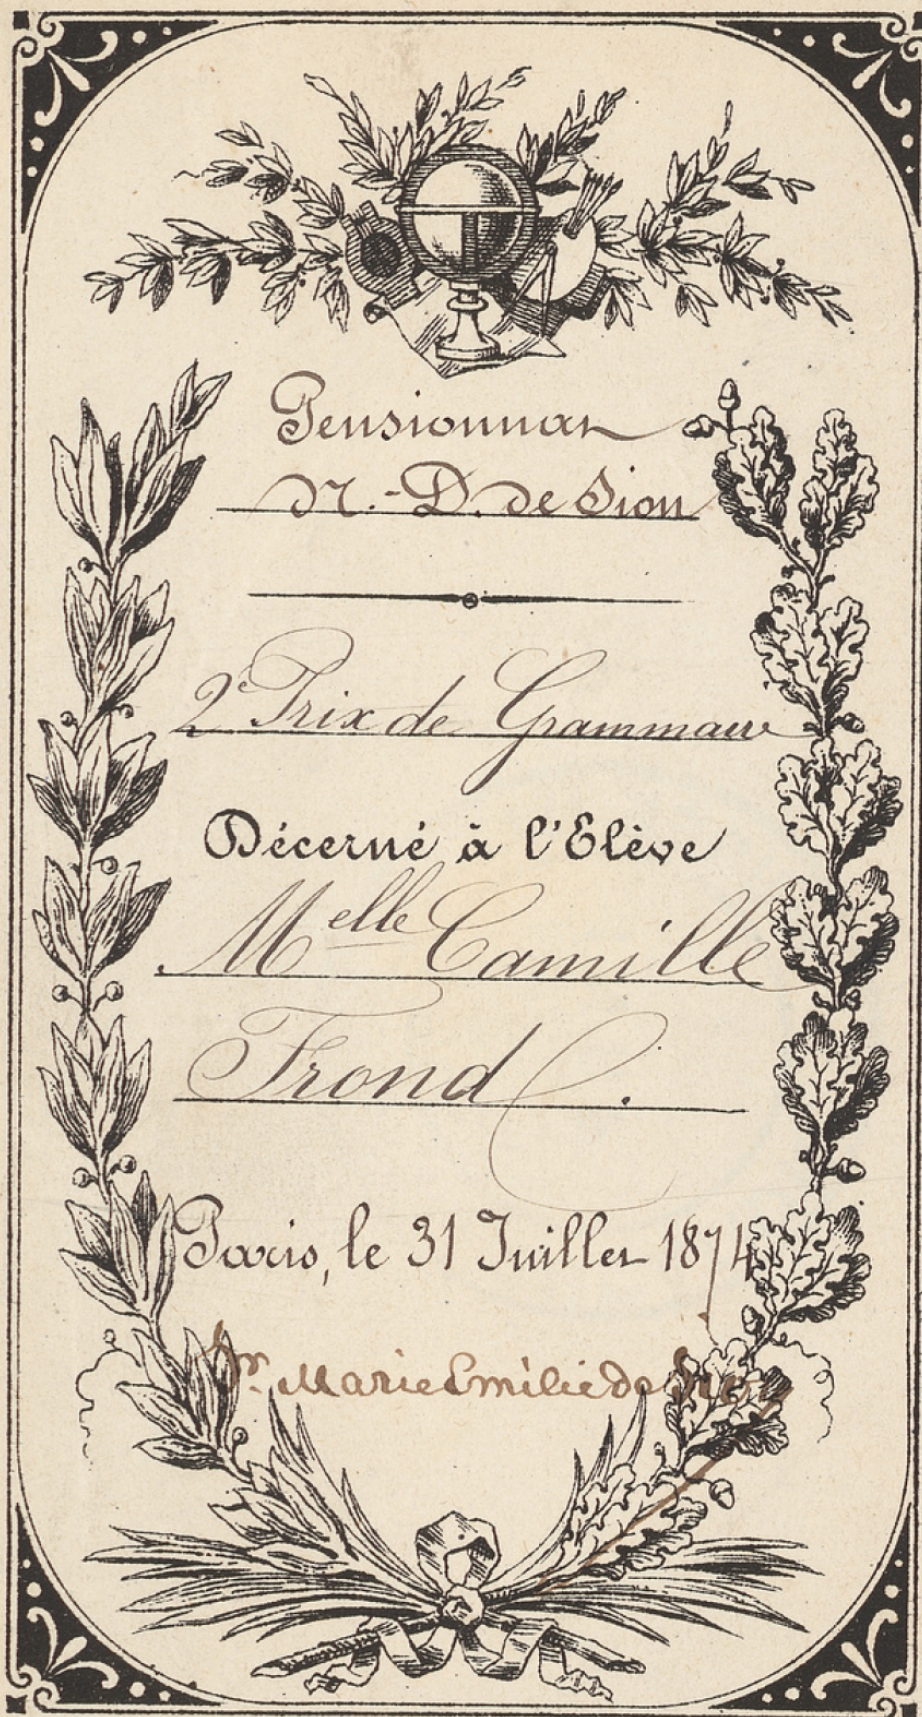 Pensionnat
N.-D. de Sion
2e Prix de Grammaire
Décerné à l'Elève
Melle Camille
Frond.
Paris, le 31 Juillet 1874
Sr. Marie Emilie de Sion